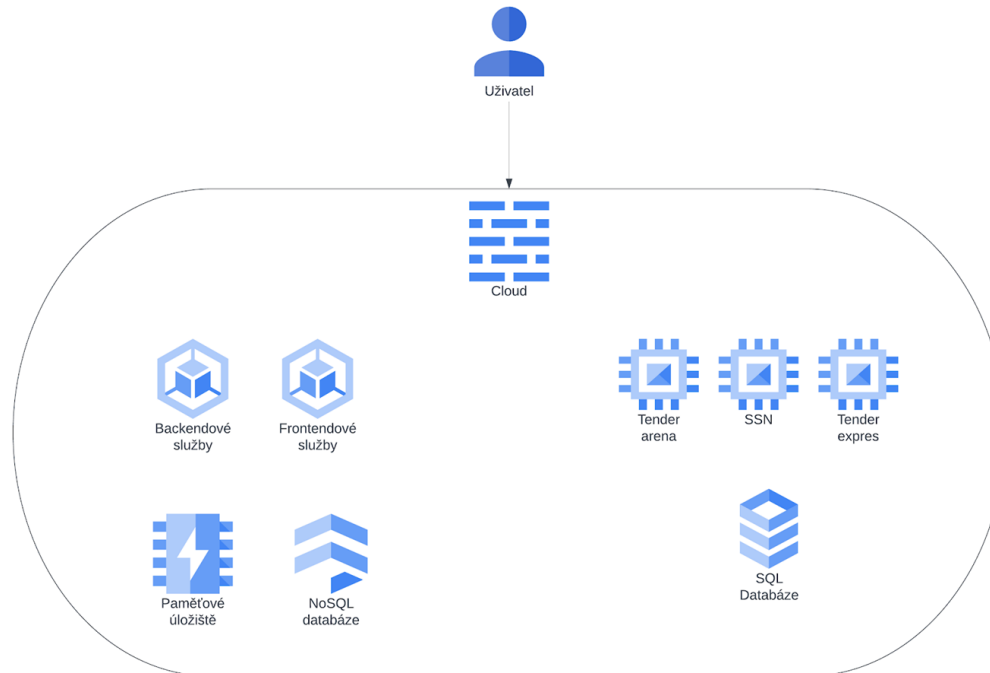 Uživatel
Cloud
Backendové
služby
Frontendové
služby
Tender
arena
SSN
Tender
expres
Paměťové
úložiště
NoSQL
databáze
SQL
Databáze